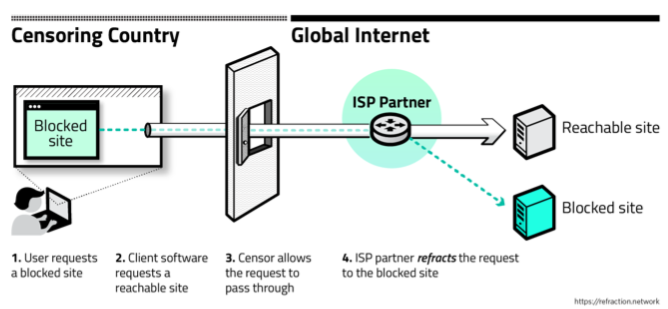 Censoring Country
Global Internet
Blocked
site
ISP Partner
Reachable site
Blocked site
1. User requests
a blocked site
2. Client software
requests a
reachable site
3. Censor allows
the request to
pass through
4. ISP partner refracts the request
to the blocked site
https://refraction.network